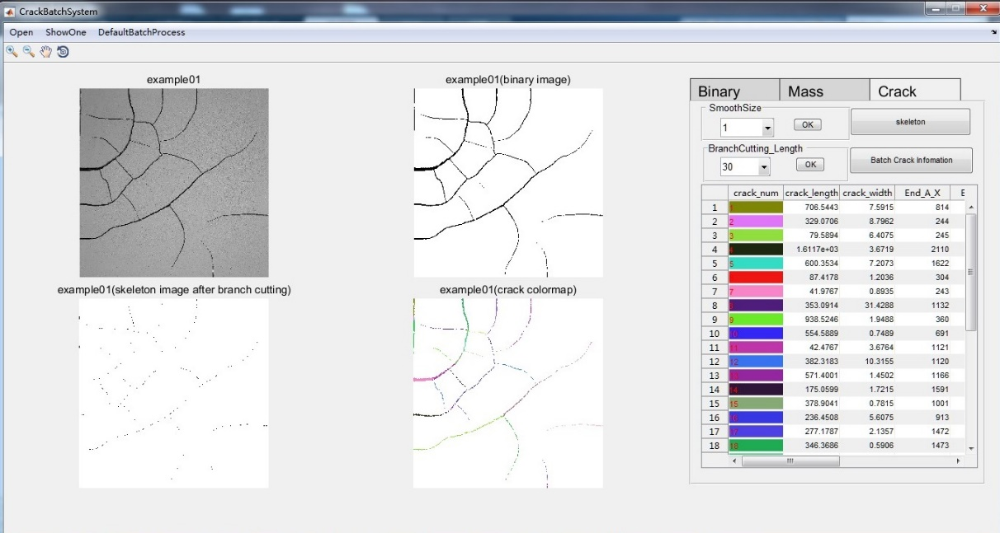 CrackBatchSystem
Open ShowOne DefaultBatchProcess
example01
example01(binary image)
example01(skeleton image after branch cutting)
example01(crack colormap)
Binary Mass Crack
SmoothSize
1 OK
skeleton
BranchCutting_Length
30 OK
Batch Crack Infomation
crack_num crack_length crack_width End_A_X E
1 1 706.5443 7.5915 814
2 2 329.0706 8.7962 244
3 3 79.5894 6.4075 245
4 4 1.6117e+03 3.6719 2110
5 5 600.3534 7.2073 1622
6 87.4178 1.2036 304
7 7 41.9767 0.8935 243
8 8 353.0914 31.4288 1132
9 9 938.5246 1.9488 360
10 10 554.5889 0.7489 691
11 11 42.4767 3.6764 1121
12 12 382.3183 10.3155 1120
13 13 571.4001 1.4502 1166
14 14 175.0599 1.7215 1591
15 15 378.9041 0.7815 1001
16 16 236.4508 5.6075 913
17 17 277.1787 2.1357 1472
18 18 346.3686 0.5906 1473